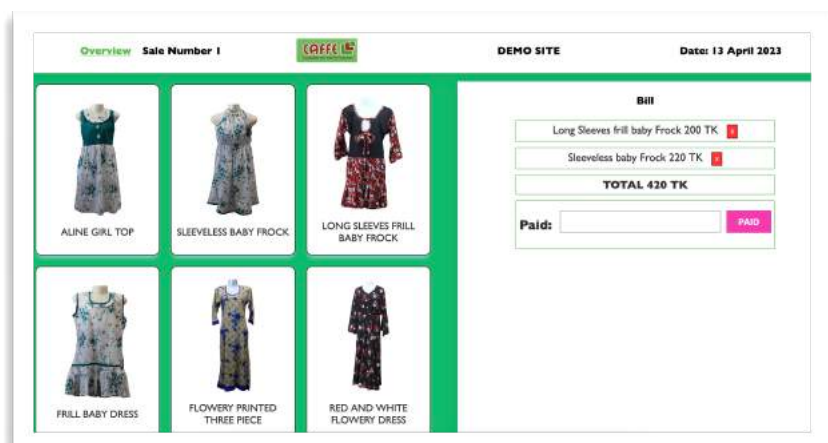 Overview Sale Number 1
CAFFE
DEMO SITE
Date: 13 April 2023
ALINE GIRL TOP
SLEEVELESS BABY FROCK
LONG SLEEVES FRILL
BABY FROCK
FRILL BABY DRESS
FLOWERY PRINTED
THREE PIECE
RED AND WHITE
FLOWERY DRESS
Bill
Long Sleeves frill baby Frock 200 TK x
Sleeveless baby Frock 220 TK x
TOTAL 420 TK
Paid:
PAID